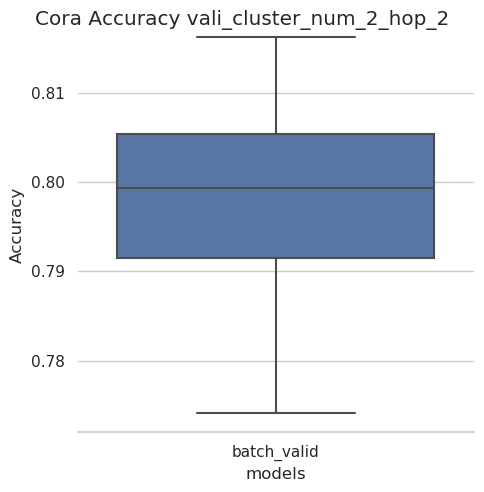 Cora Accuracy vali_cluster_num_2_hop_2
0.81
0.80
0.79
0.78
Accuracy
batch_valid
models